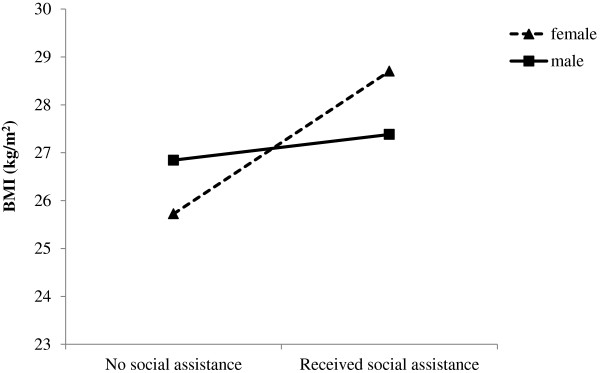 30
29
28
27
26
25
24
23
BMI (kg/m²)
No social assistance
Received social assistance
female
male